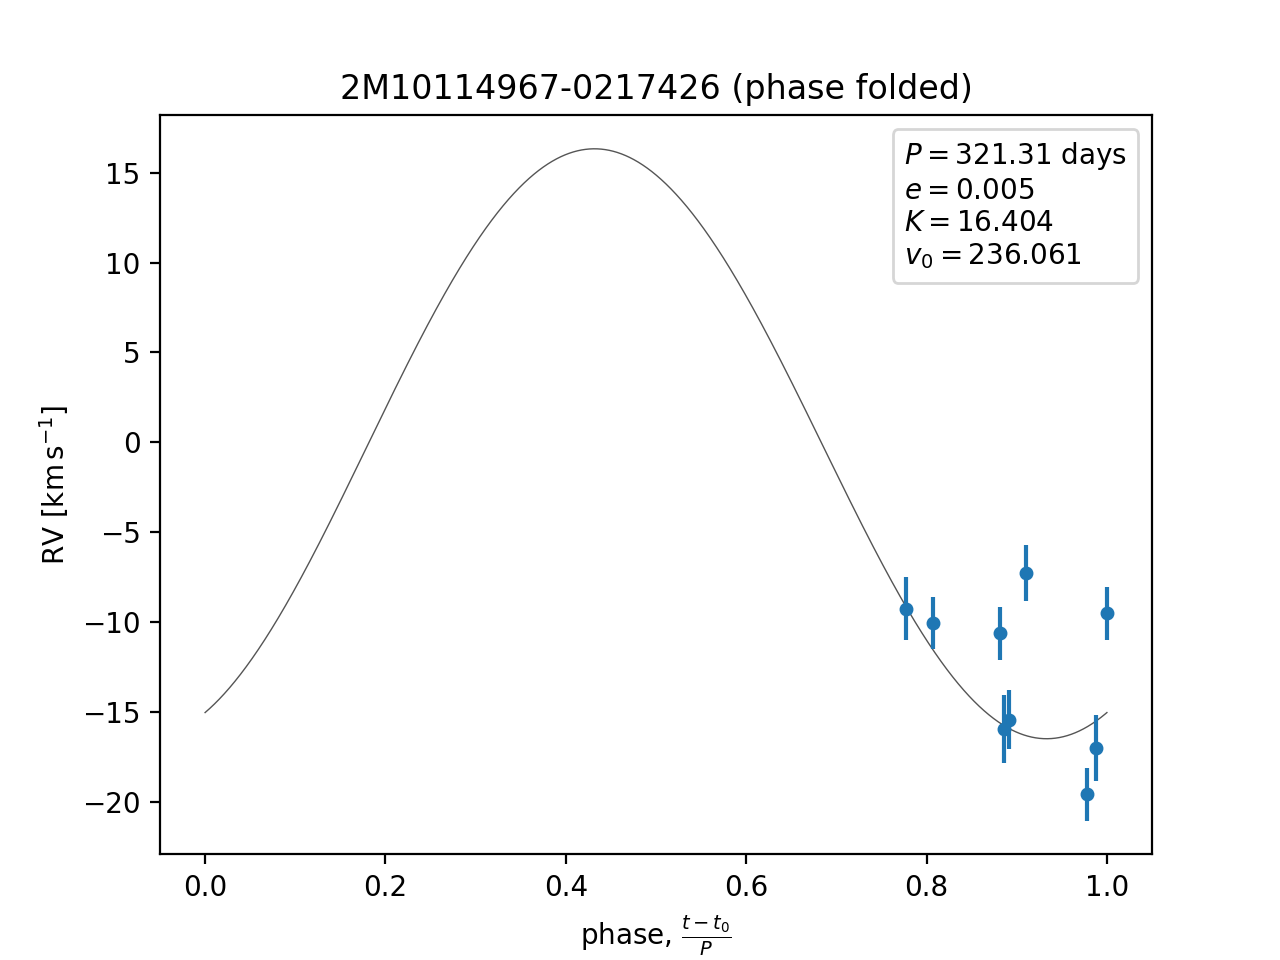 2M10114967-0217426 (phase folded)
P = 321.31 days
e = 0.005
K = 16.404
v₀ = 236.061
15
10
5
0
−5
−10
−15
−20
RV [km s⁻¹]
0.0 0.2 0.4 0.6 0.8 1.0
phase, (t − t₀)/P